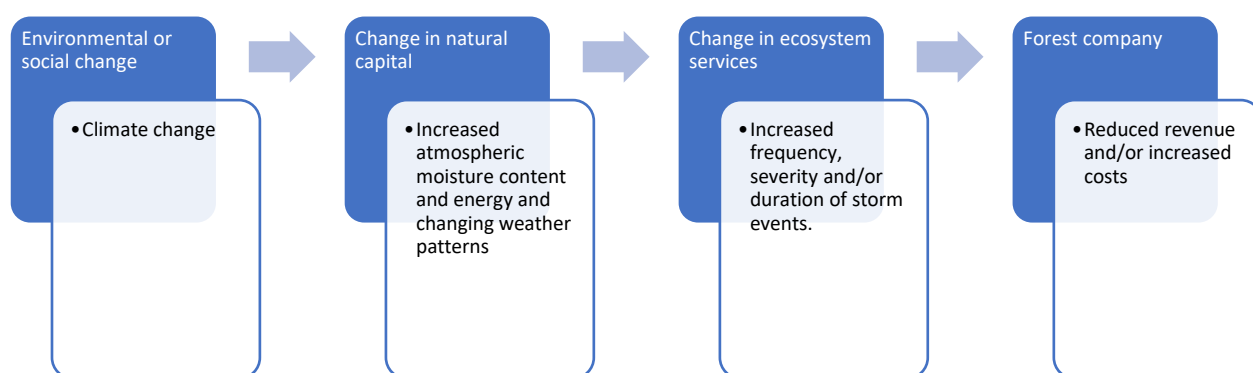 Environmental or
social change
•Climate change
Change in natural
capital
•Increased
atmospheric
moisture content
and energy and
changing weather
patterns
Change in ecosystem
services
•Increased
frequency,
severity and/or
duration of storm
events.
Forest company
•Reduced revenue
and/or increased
costs